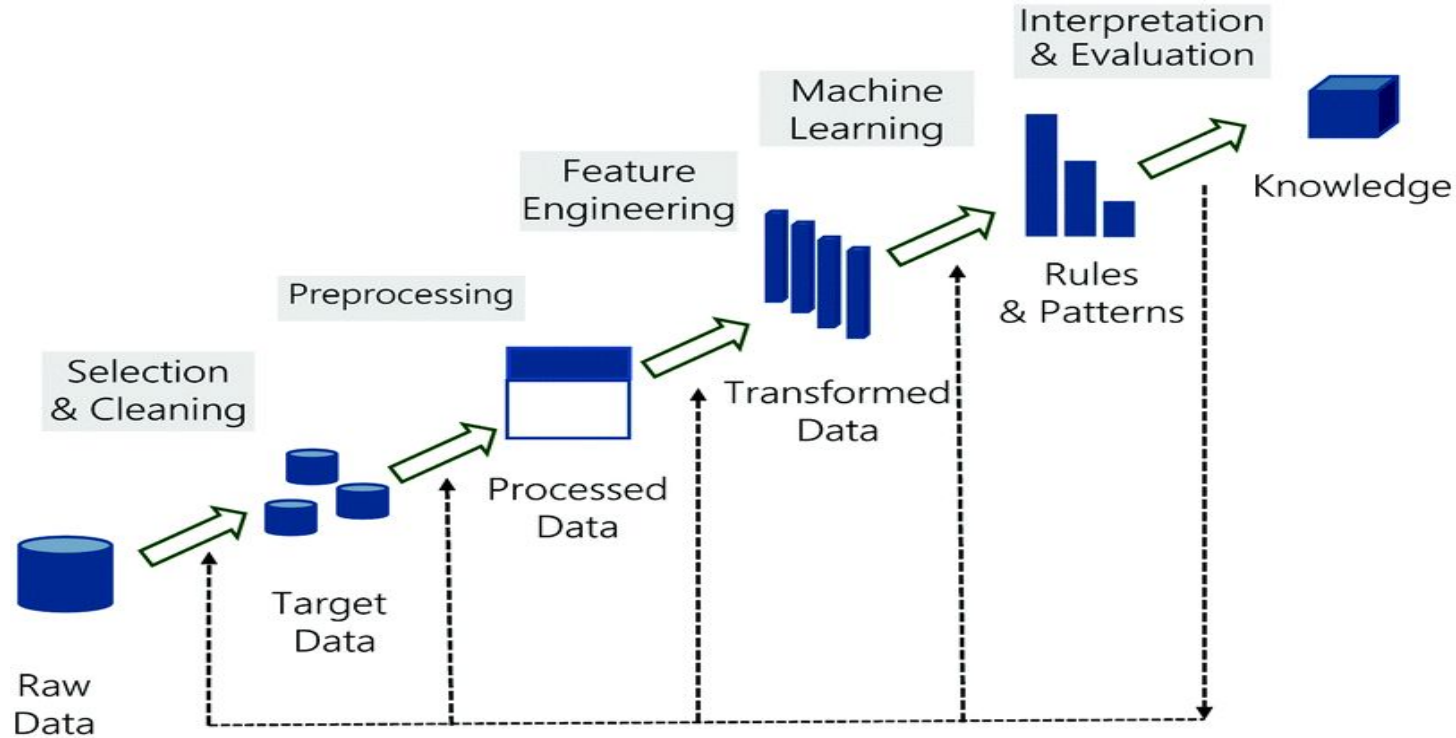 Interpretation
& Evaluation
Machine
Learning
Knowledge
Feature
Engineering
Rules
& Patterns
Preprocessing
Transformed
Data
Selection
& Cleaning
Processed
Data
Target
Data
Raw
Data